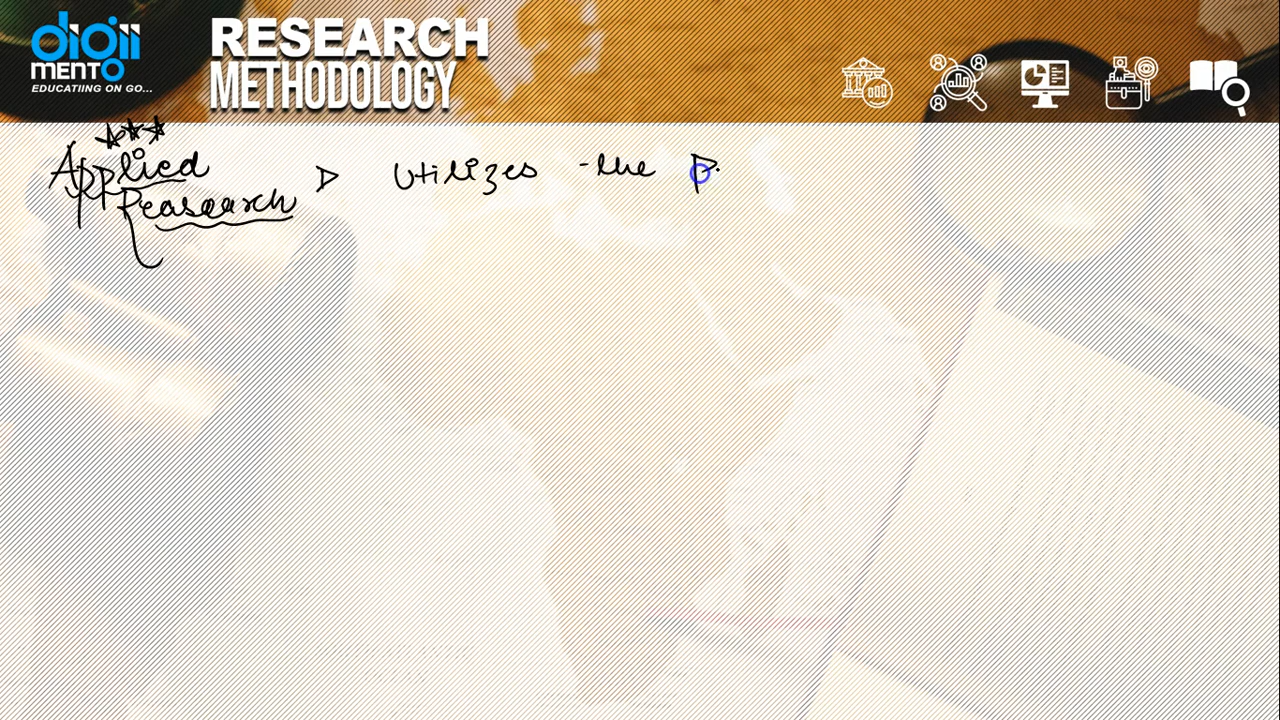 digii
MENTO
EDUCATIING ON GO...
RESEARCH
METHODOLOGY
***
Applied
Reasearch
▷ Utilizes the P